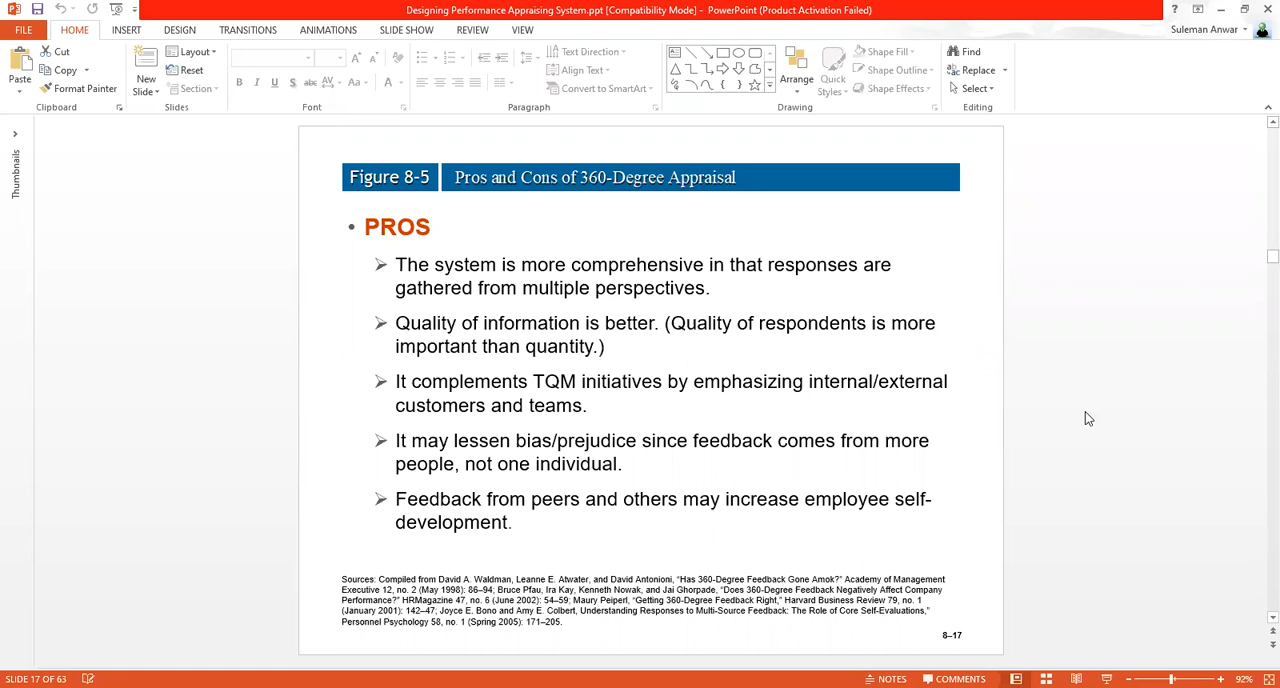 Designing Performance Appraising System.ppt [Compatibility Mode] - PowerPoint (Product Activation Failed)
FILE HOME INSERT DESIGN TRANSITIONS ANIMATIONS SLIDE SHOW REVIEW VIEW Suleman Anwar
Paste
Cut
Copy
Format Painter
Clipboard
New Slide
Layout
Reset
Section
Slides
Font
Text Direction
Align Text
Convert to SmartArt
Paragraph
Arrange
Quick Styles
Shape Fill
Shape Outline
Shape Effects
Drawing
Find
Replace
Select
Editing
Thumbnails
Figure 8-5 Pros and Cons of 360-Degree Appraisal
• PROS
➢ The system is more comprehensive in that responses are
gathered from multiple perspectives.
➢ Quality of information is better. (Quality of respondents is more
important than quantity.)
➢ It complements TQM initiatives by emphasizing internal/external
customers and teams.
➢ It may lessen bias/prejudice since feedback comes from more
people, not one individual.
➢ Feedback from peers and others may increase employee self-
development.
Sources: Compiled from David A. Waldman, Leanne E. Atwater, and David Antonioni, “Has 360-Degree Feedback Gone Amok?” Academy of Management
Executive 12, no. 2 (May 1998): 86–94; Bruce Pfau, Ira Kay, Kenneth Nowak, and Jai Ghorpade, “Does 360-Degree Feedback Negatively Affect Company
Performance?” HRMagazine 47, no. 6 (June 2002): 54–59; Maury Peiperl, “Getting 360-Degree Feedback Right,” Harvard Business Review 79, no. 1
(January 2001): 142–47; Joyce E. Bono and Amy E. Colbert, Understanding Responses to Multi-Source Feedback: The Role of Core Self-Evaluations,”
Personnel Psychology 58, no. 1 (Spring 2005): 171–205.
8–17
SLIDE 17 OF 63 NOTES COMMENTS 92%